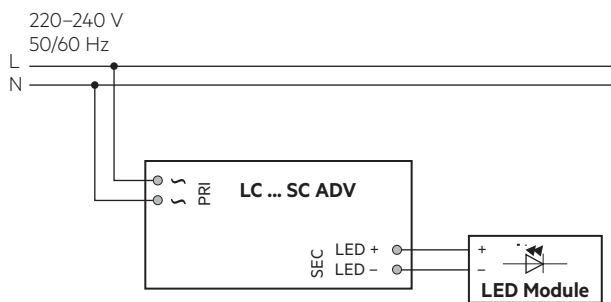 220–240 V
50/60 Hz
L
N
~
~
PRI
LC ... SC ADV
SEC
LED +
LED –
+
–
LED Module